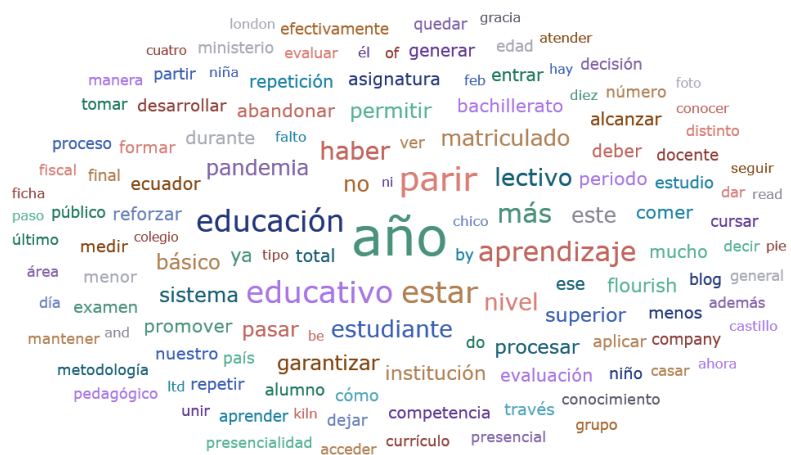 london efectivamente quedar gracia
cuatro ministerio evaluar él of generar edad atender
manera partir niña repetición asignatura feb entrar hay decisión
tomar desarrollar abandonar permitir bachillerato diez número foto
proceso formar durante falto haber ver matriculado alcanzar conocer distinto
fiscal final ecuador pandemia no ni parir lectivo deber docente seguir
ficha periodo estudio dar read
paso público reforzar educación año chico más este comer cursar
último medir colegio ya tipo total by aprendizaje mucho decir pie
área menor básico sistema educativo estar nivel ese flourish blog general
día examen superior menos además
mantener and promover pasar be estudiante do procesar aplicar company castillo
metodología nuestro país garantizar institución evaluación niño casar ahora
pedagógico ltd repetir alumno cómo conocimiento
unir aprender kiln dejar competencia través grupo
presencialidad acceder currículo presencial